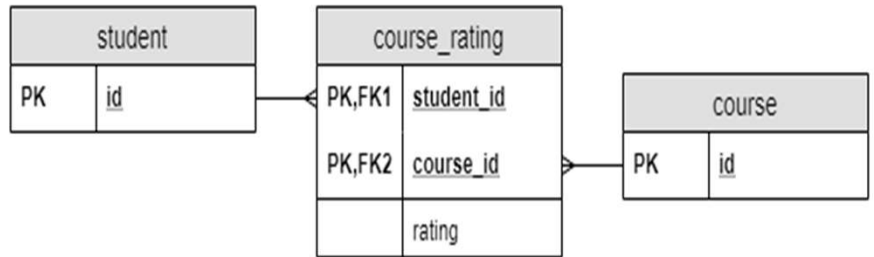 student
PK id
course_rating
PK,FK1 student_id
PK,FK2 course_id
rating
course
PK id